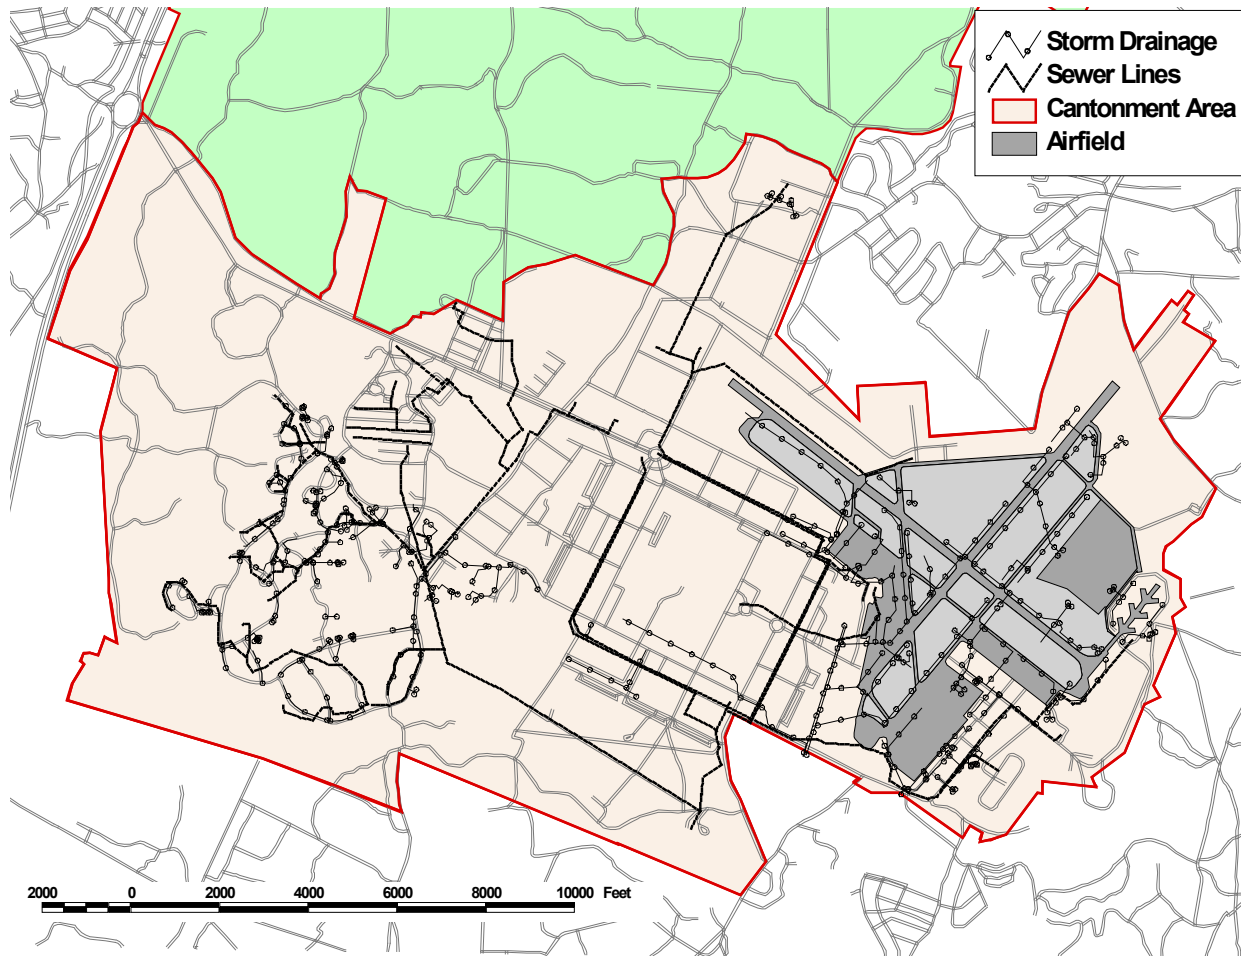 Storm Drainage
Sewer Lines
Cantonment Area
Airfield
2000 0 2000 4000 6000 8000 10000 Feet